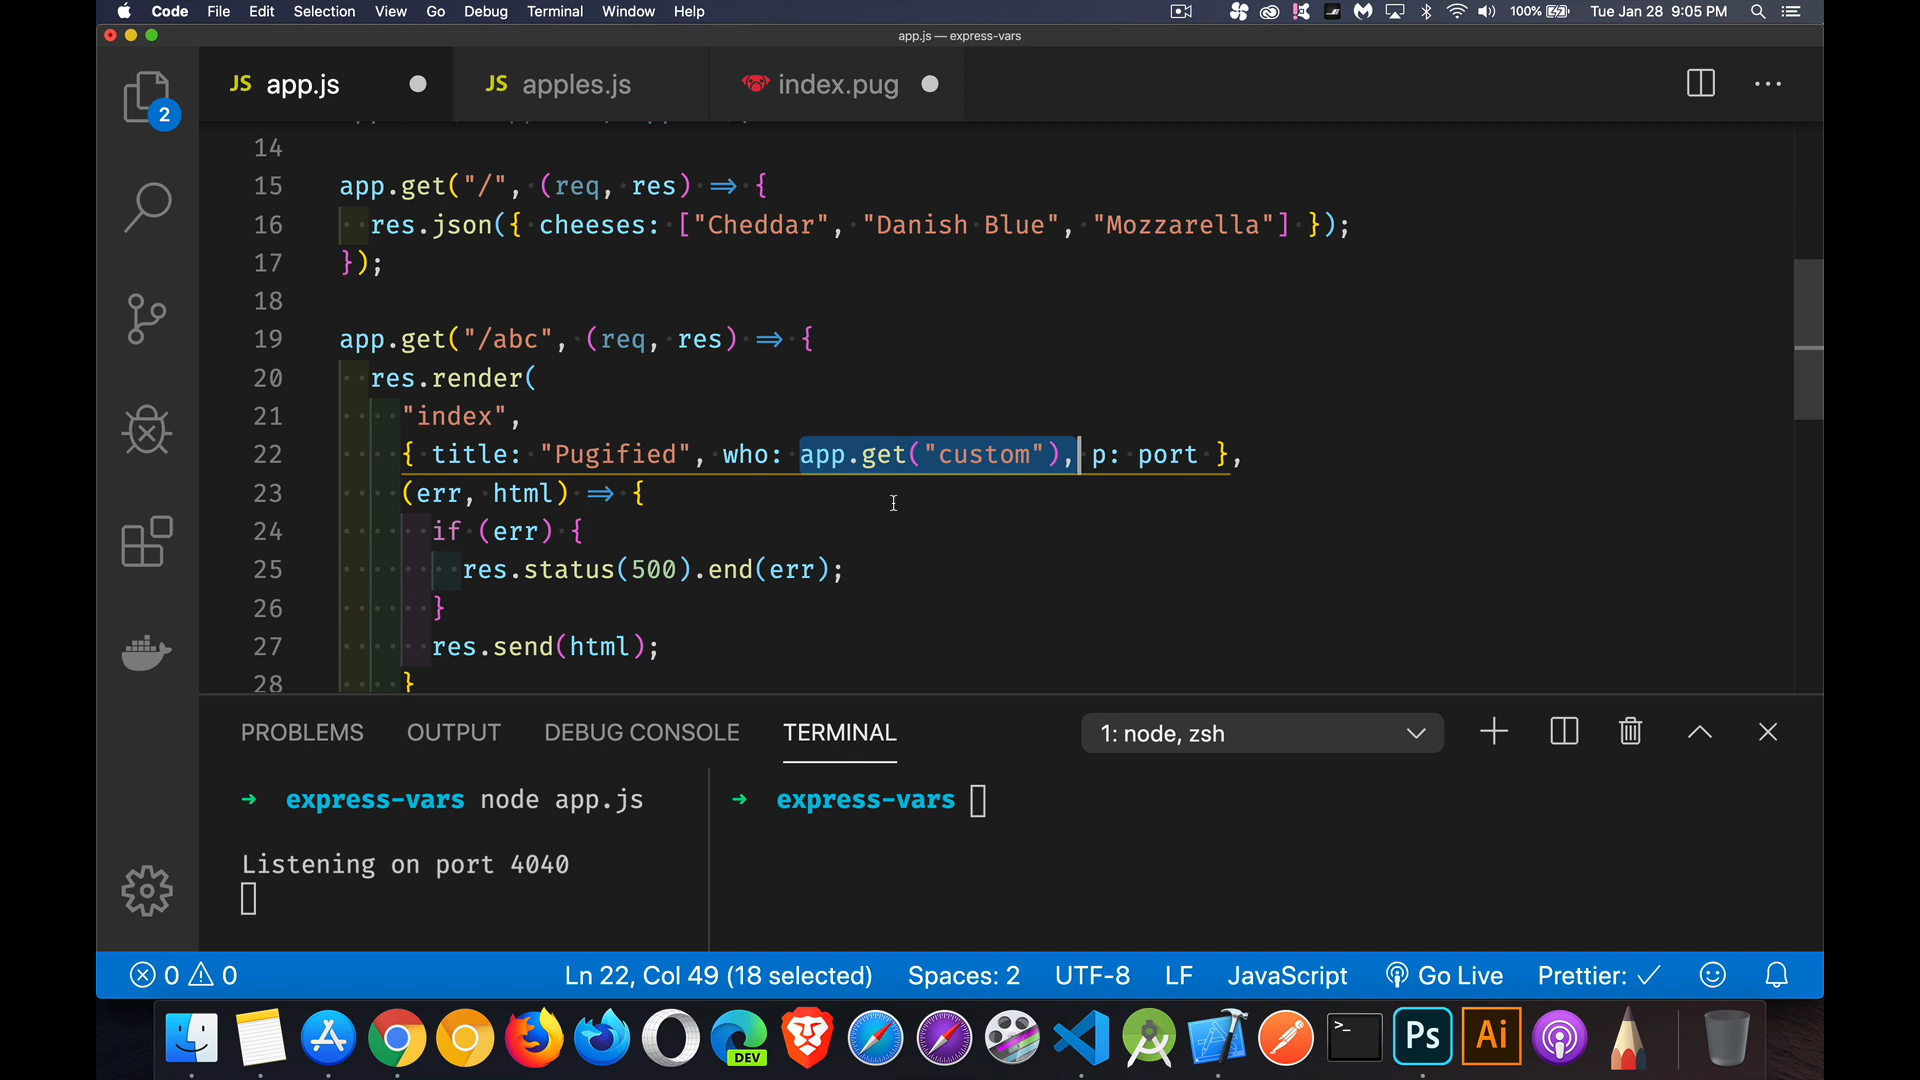 Code File Edit Selection View Go Debug Terminal Window Help 100% Tue Jan 28 9:05 PM
app.js — express-vars
2
JS app.js JS apples.js index.pug
14
15 app.get("/", (req, res) => {
16 res.json({ cheeses: ["Cheddar", "Danish Blue", "Mozzarella"] });
17 });
18
19 app.get("/abc", (req, res) => {
20 res.render(
21 "index",
22 { title: "Pugified", who: app.get("custom"), p: port },
23 (err, html) => {
24 if (err) {
25 res.status(500).end(err);
26 }
27 res.send(html);
28 }
PROBLEMS OUTPUT DEBUG CONSOLE TERMINAL 1: node, zsh
→ express-vars node app.js
Listening on port 4040
→ express-vars
0 0 Ln 22, Col 49 (18 selected) Spaces: 2 UTF-8 LF JavaScript Go Live Prettier: ✓
DEV >_ Ps Ai